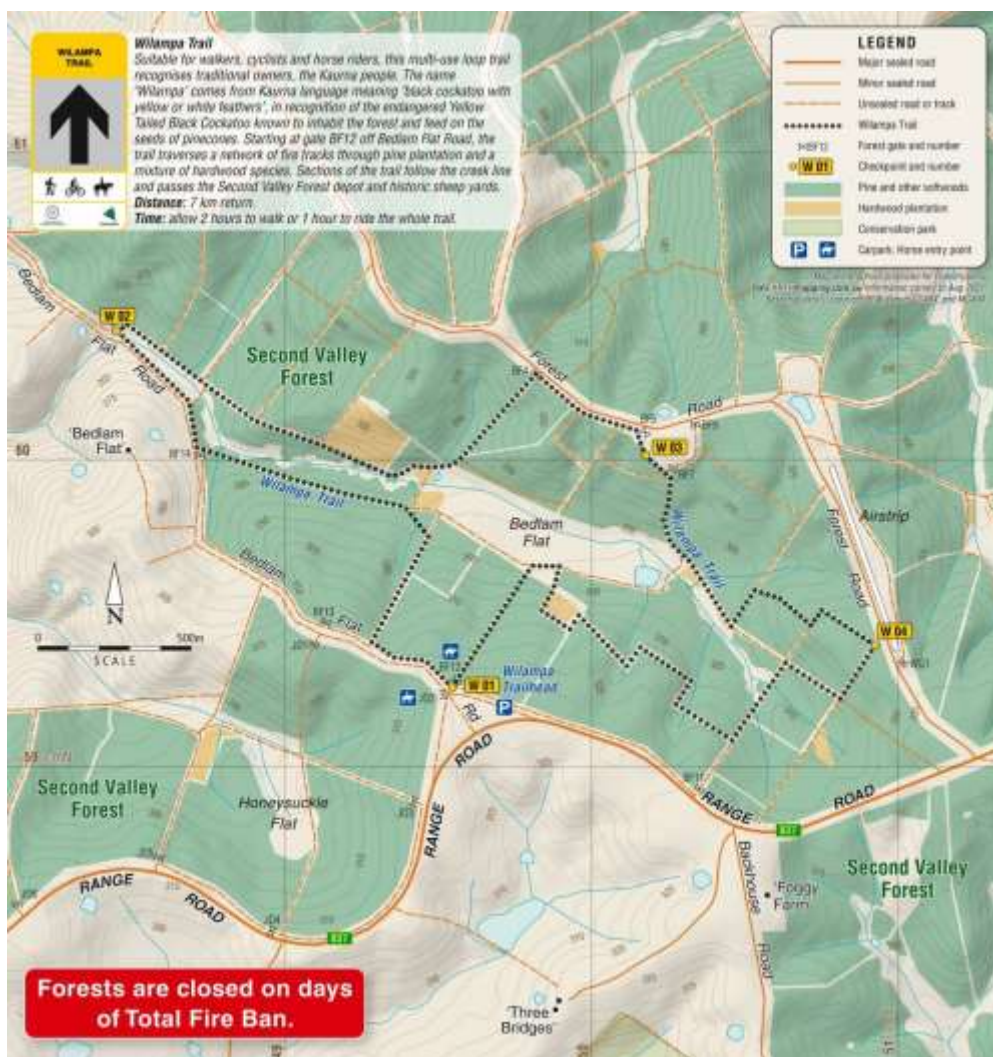 WILAMPA
TRAIL
Wilampa Trail
Suitable for walkers, cyclists and horse riders, this multi-use loop trail
recognises traditional owners, the Kaurna people. The name
'Wilampa' comes from Kaurna language meaning 'black cockatoo with
yellow or white feathers', in recognition of the endangered Yellow
Tailed Black Cockatoo known to inhabit the forest and feed on the
seeds of pinecones. Starting at gate BF12 off Bedlam Flat Road, the
trail traverses a network of fire tracks through pine plantation and a
mixture of hardwood species. Sections of the trail follow the creek line
and passes the Second Valley Forest depot and historic sheep yards.
Distance: 7 km return.
Time: allow 2 hours to walk or 1 hour to ride the whole trail.
LEGEND
Major sealed road
Minor sealed road
Unsealed road or track
Wilampa Trail
Forest gate and number
W 01
Checkpoint and number
Pine and other softwoods
Hardwood plantation
Conservation park
P
Carpark; Horse entry point
61
Bedlam
Flat
Road
W 02
Second Valley
Forest
Forest
Road
W 03
60
'Bedlam
Flat'
BF14
Wilampa Trail
Bedlam
Flat
Wilampa Trail
Airstrip
Forest
Road
Bedlam
Flat
N
0
500m
SCALE
W 04
W 01
Wilampa
Trailhead
P
Rd
ROAD
RANGE
59
Second Valley
Forest
Honeysuckle
Flat
RANGE
ROAD
B37
RANGE
ROAD
B37
Backhouse
Road
'Foggy
Farm'
Second Valley
Forest
'Three
Bridges'
49
50
51
Forests are closed on days
of Total Fire Ban.